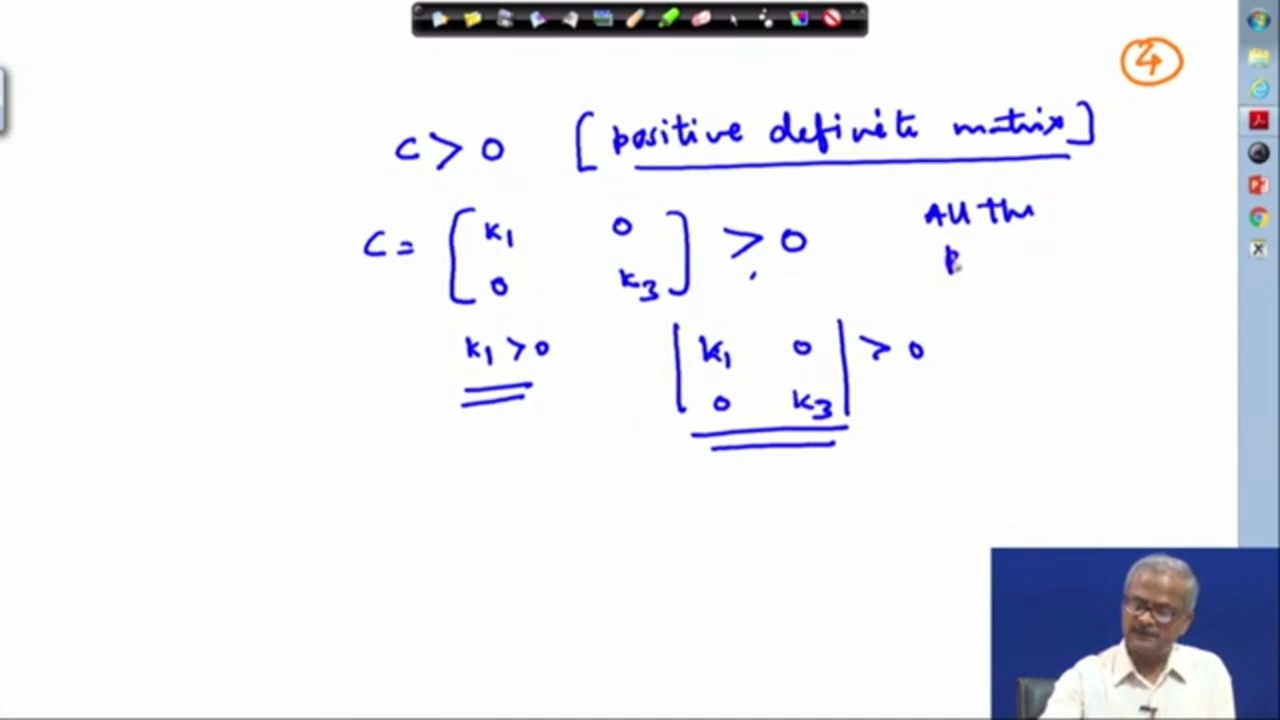 4
C > 0 [positive definite matrix]
C = [ K1 0
0 K3 ] > 0
All the
K1 > 0
| K1 0
0 K3 | > 0